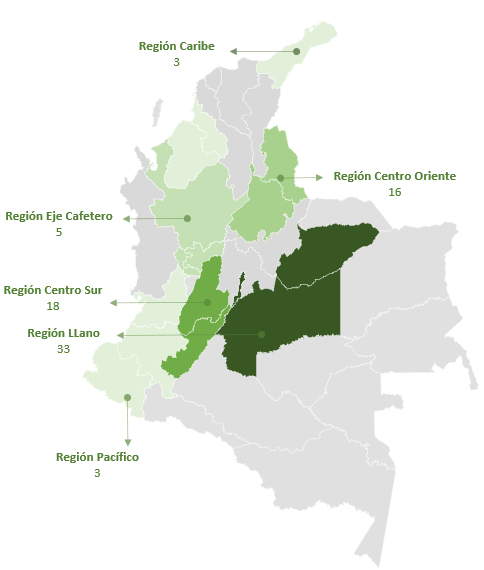 Región Caribe
3
Región Centro Oriente
16
Región Eje Cafetero
5
Región Centro Sur
18
Región LLano
33
Región Pacífico
3